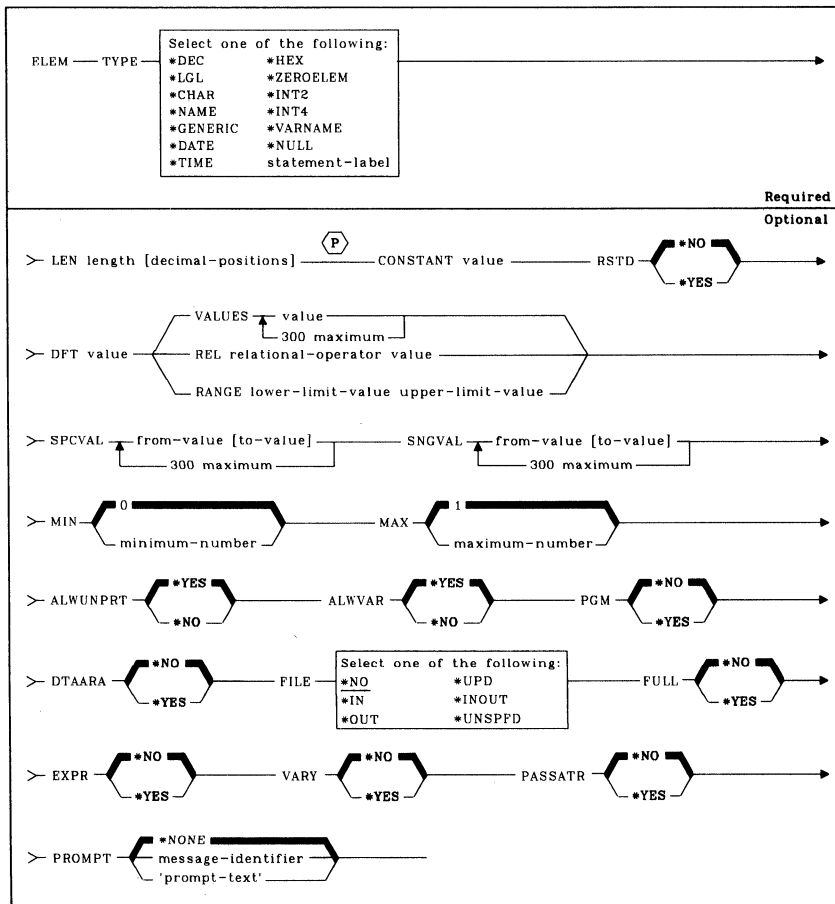 Select one of the following:
ELEM TYPE *DEC *HEX
*LGL *ZEROELEM
*CHAR *INT2
*NAME *INT4
*GENERIC *VARNAME
*DATE *NULL
*TIME statement-label
Required
Optional
P
*NO
LEN length [decimal-positions] CONSTANT value RSTD
*YES
VALUES value
300 maximum
DFT value REL relational-operator value
RANGE lower-limit-value upper-limit-value
SPCVAL from-value [to-value] SNGVAL from-value [to-value]
300 maximum 300 maximum
0 1
MIN MAX
minimum-number maximum-number
*YES *YES *NO
ALWUNPRT ALWVAR PGM
*NO *NO *YES
Select one of the following:
*NO *NO *UPD *NO
DTAARA FILE *IN *INOUT FULL
*YES *OUT *UNSPFD *YES
*NO *NO *NO
EXPR VARY PASSATR
*YES *YES *YES
*NONE
PROMPT message-identifier
'prompt-text'